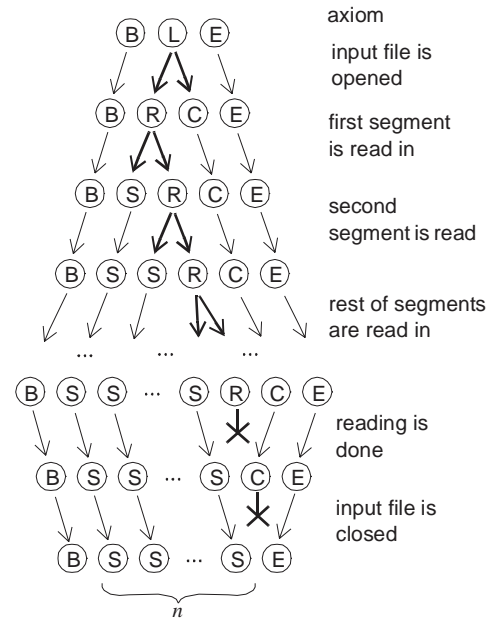 axiom
B L E
input file is
opened
B R C E
first segment
is read in
B S R C E
second
segment is read
B S S R C E
rest of segments
are read in
... ... ...
B S S ... S R C E
reading is
done
B S S ... S C E
input file is
closed
B S S ... S E
n